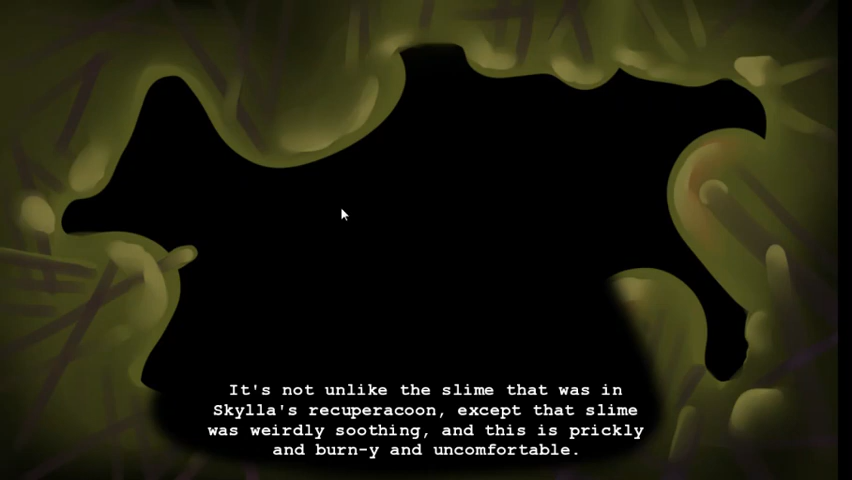 It's not unlike the slime that was in
Skylla's recuperacoon, except that slime
was weirdly soothing, and this is prickly
and burn-y and uncomfortable.